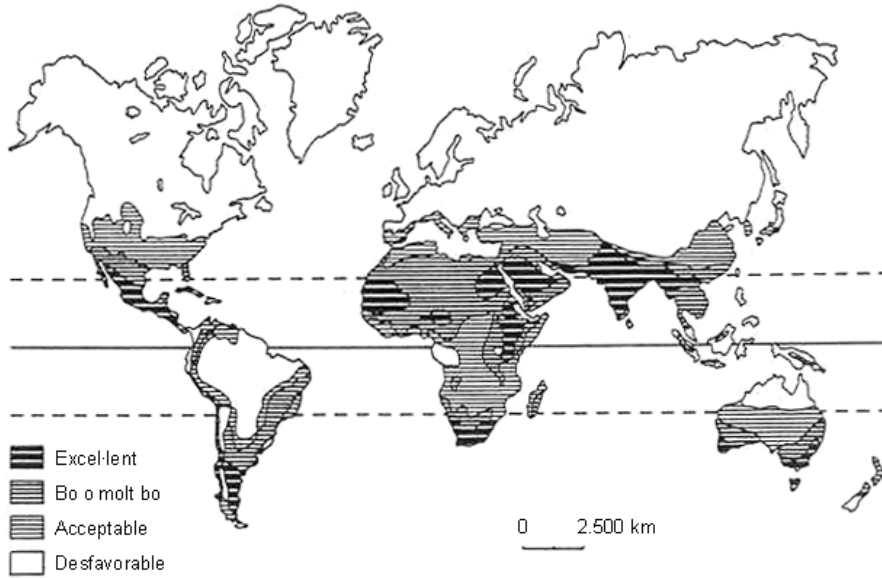 Excel·lent
Bo o molt bo
Acceptable
Desfavorable
0 2.500 km